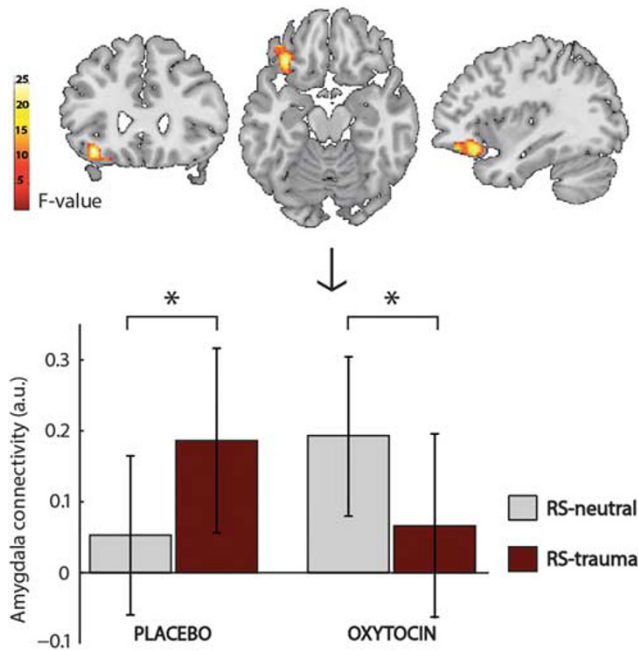 25
20
15
10
5
F-value
*
*
Amygdala connectivity (a.u.)
0.3
0.2
0.1
0
−0.1
PLACEBO
OXYTOCIN
RS-neutral
RS-trauma